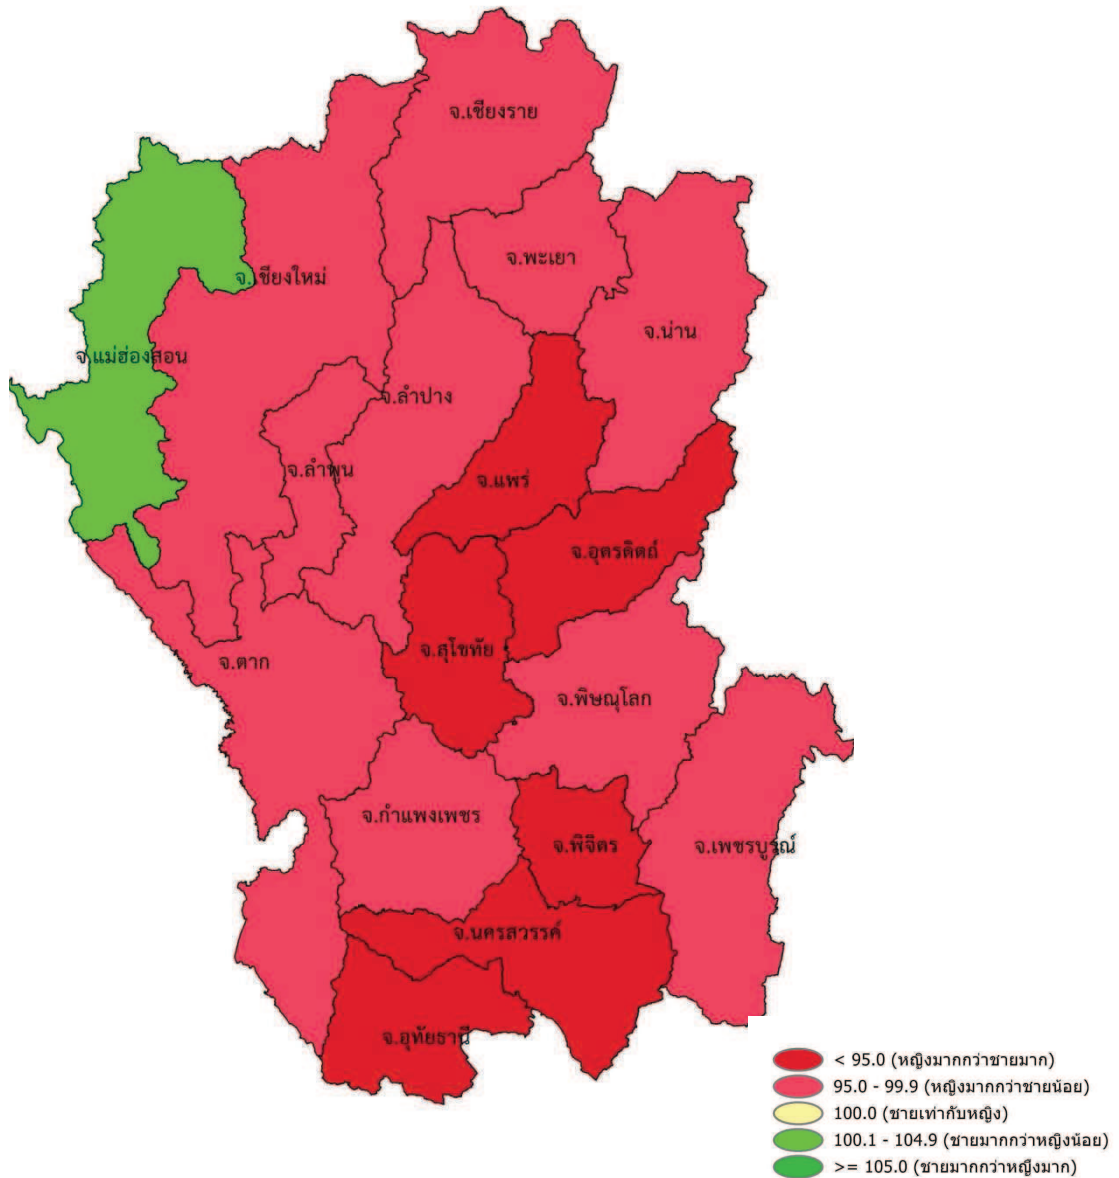 จ.เชียงราย
จ.พะเยา
จ.เชียงใหม่
จ.น่าน
จ.แม่ฮ่องสอน
จ.ลำปาง
จ.ลำพูน
จ.แพร่
จ.อุตรดิตถ์
จ.สุโขทัย
จ.ตาก
จ.พิษณุโลก
จ.กำแพงเพชร
จ.พิจิตร
จ.เพชรบูรณ์
จ.นครสวรรค์
จ.อุทัยธานี
< 95.0 (หญิงมากกว่าชายมาก)
95.0 - 99.9 (หญิงมากกว่าชายน้อย)
100.0 (ชายเท่ากับหญิง)
100.1 - 104.9 (ชายมากกว่าหญิงน้อย)
>= 105.0 (ชายมากกว่าหญิงมาก)